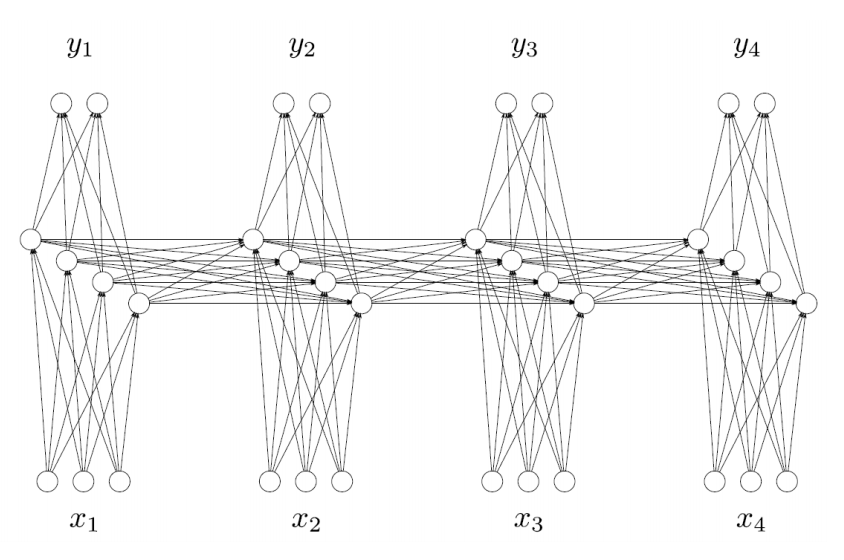 y₁ y₂ y₃ y₄
x₁ x₂ x₃ x₄